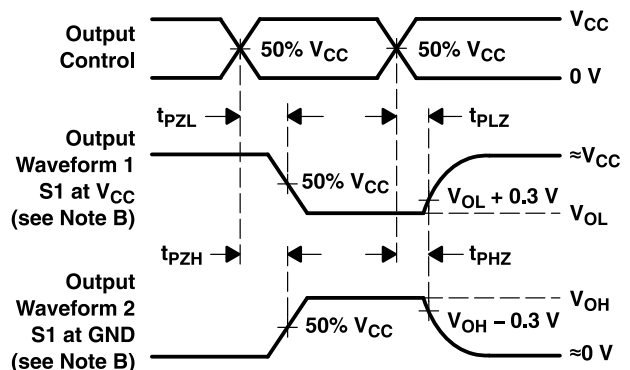 Output
Control
50% VCC
50% VCC
VCC
0 V
tPZL
tPLZ
Output
Waveform 1
S1 at VCC
(see Note B)
50% VCC
≈VCC
VOL + 0.3 V
VOL
tPZH
tPHZ
Output
Waveform 2
S1 at GND
(see Note B)
50% VCC
VOH
VOH − 0.3 V
≈0 V